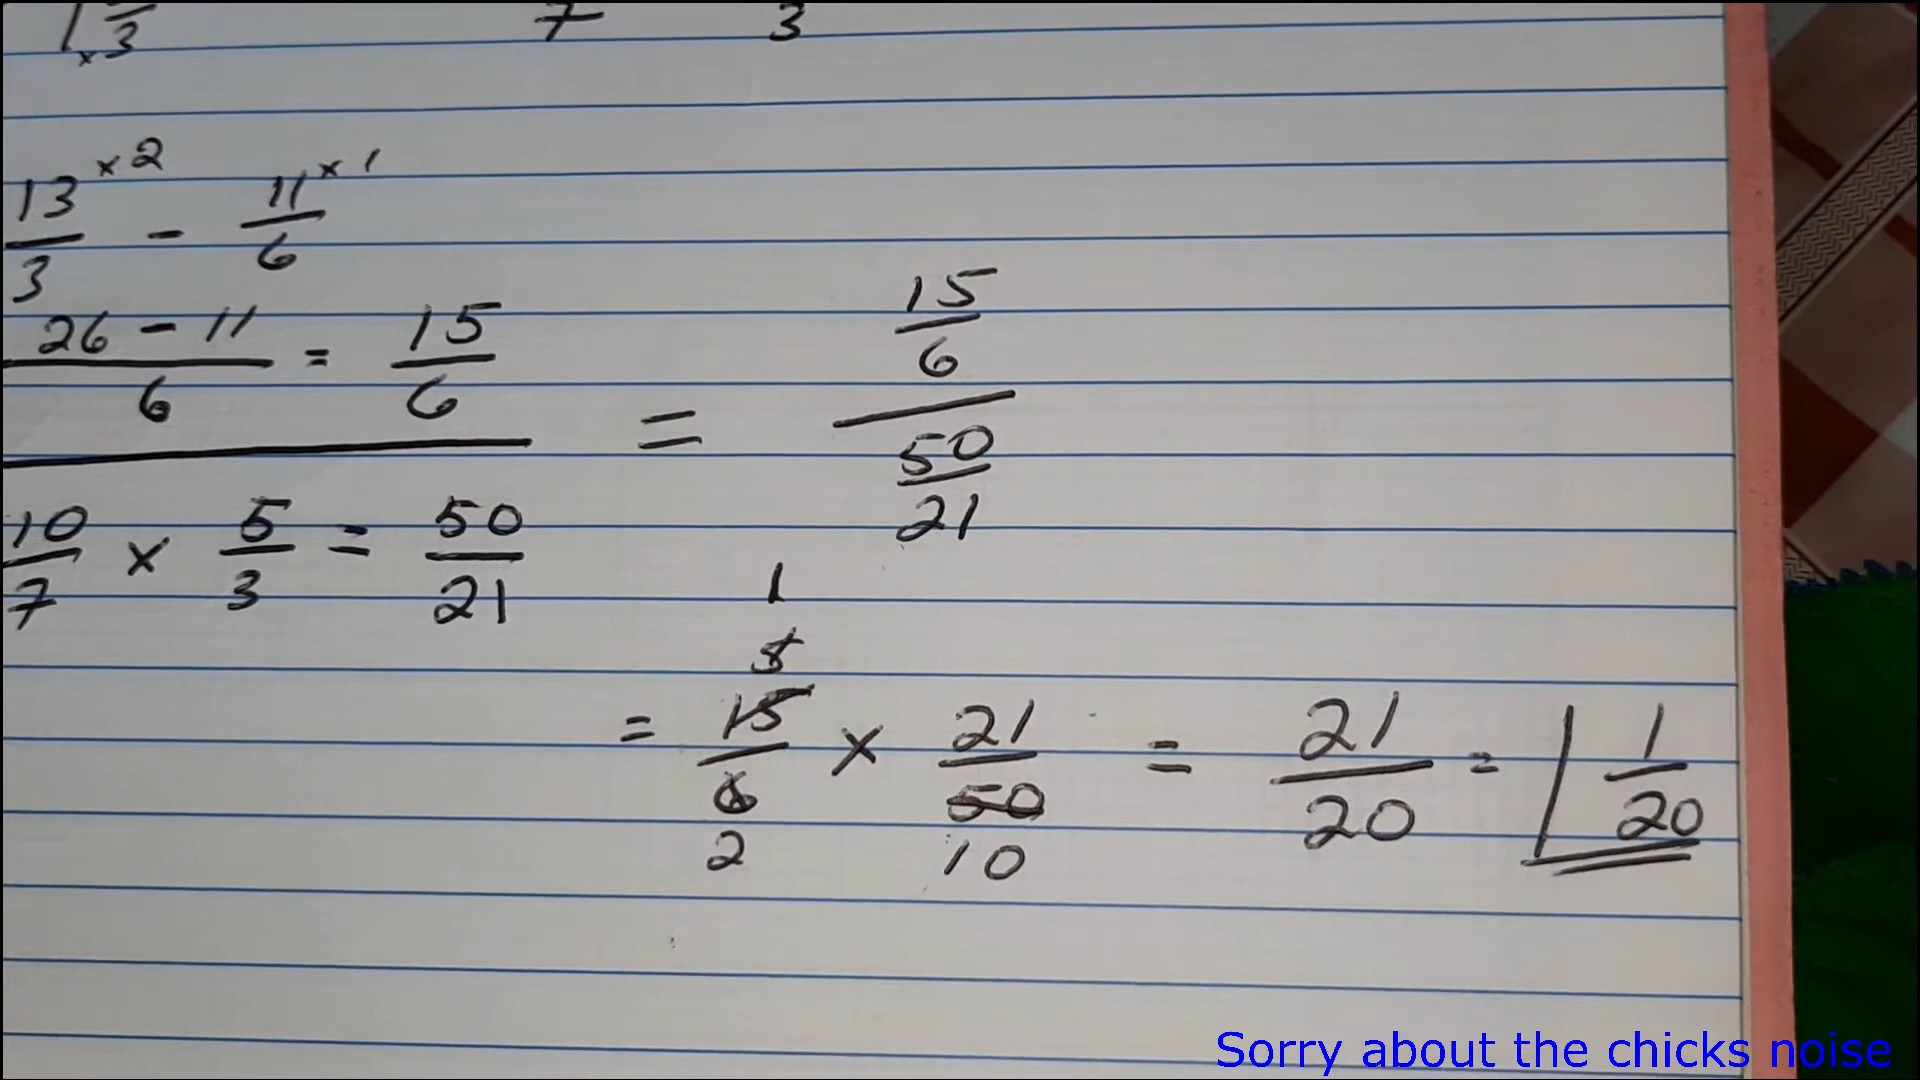 1 2/3 7 3
×3
13/3 ×2 - 11/6 ×1
26 - 11 / 6 = 15/6
10/7 × 5/3 = 50/21
= 15/6 / 50/21
1
5
= 15/6 × 21/50 = 21/20 = 1 1/20
2 10
Sorry about the chicks noise